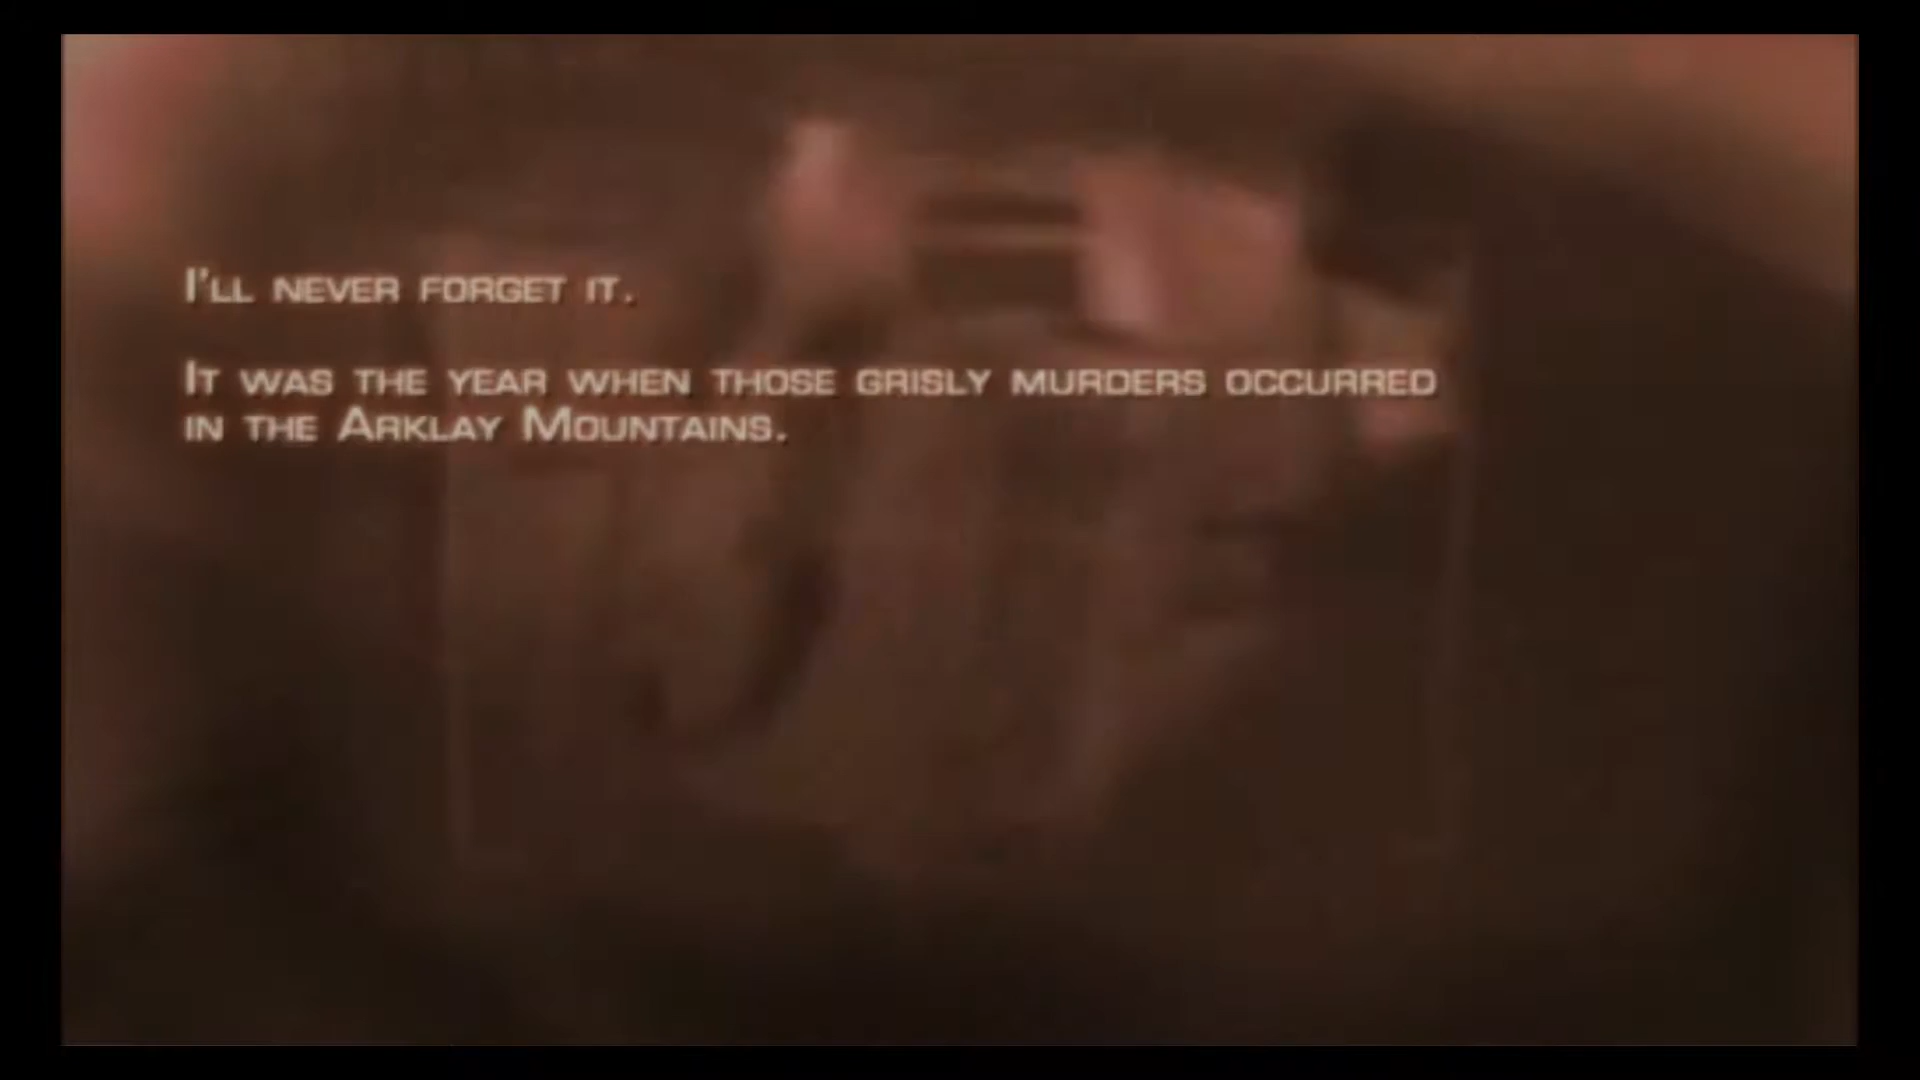 I'll never forget it.
It was the year when those grisly murders occurred
in the Arklay Mountains.